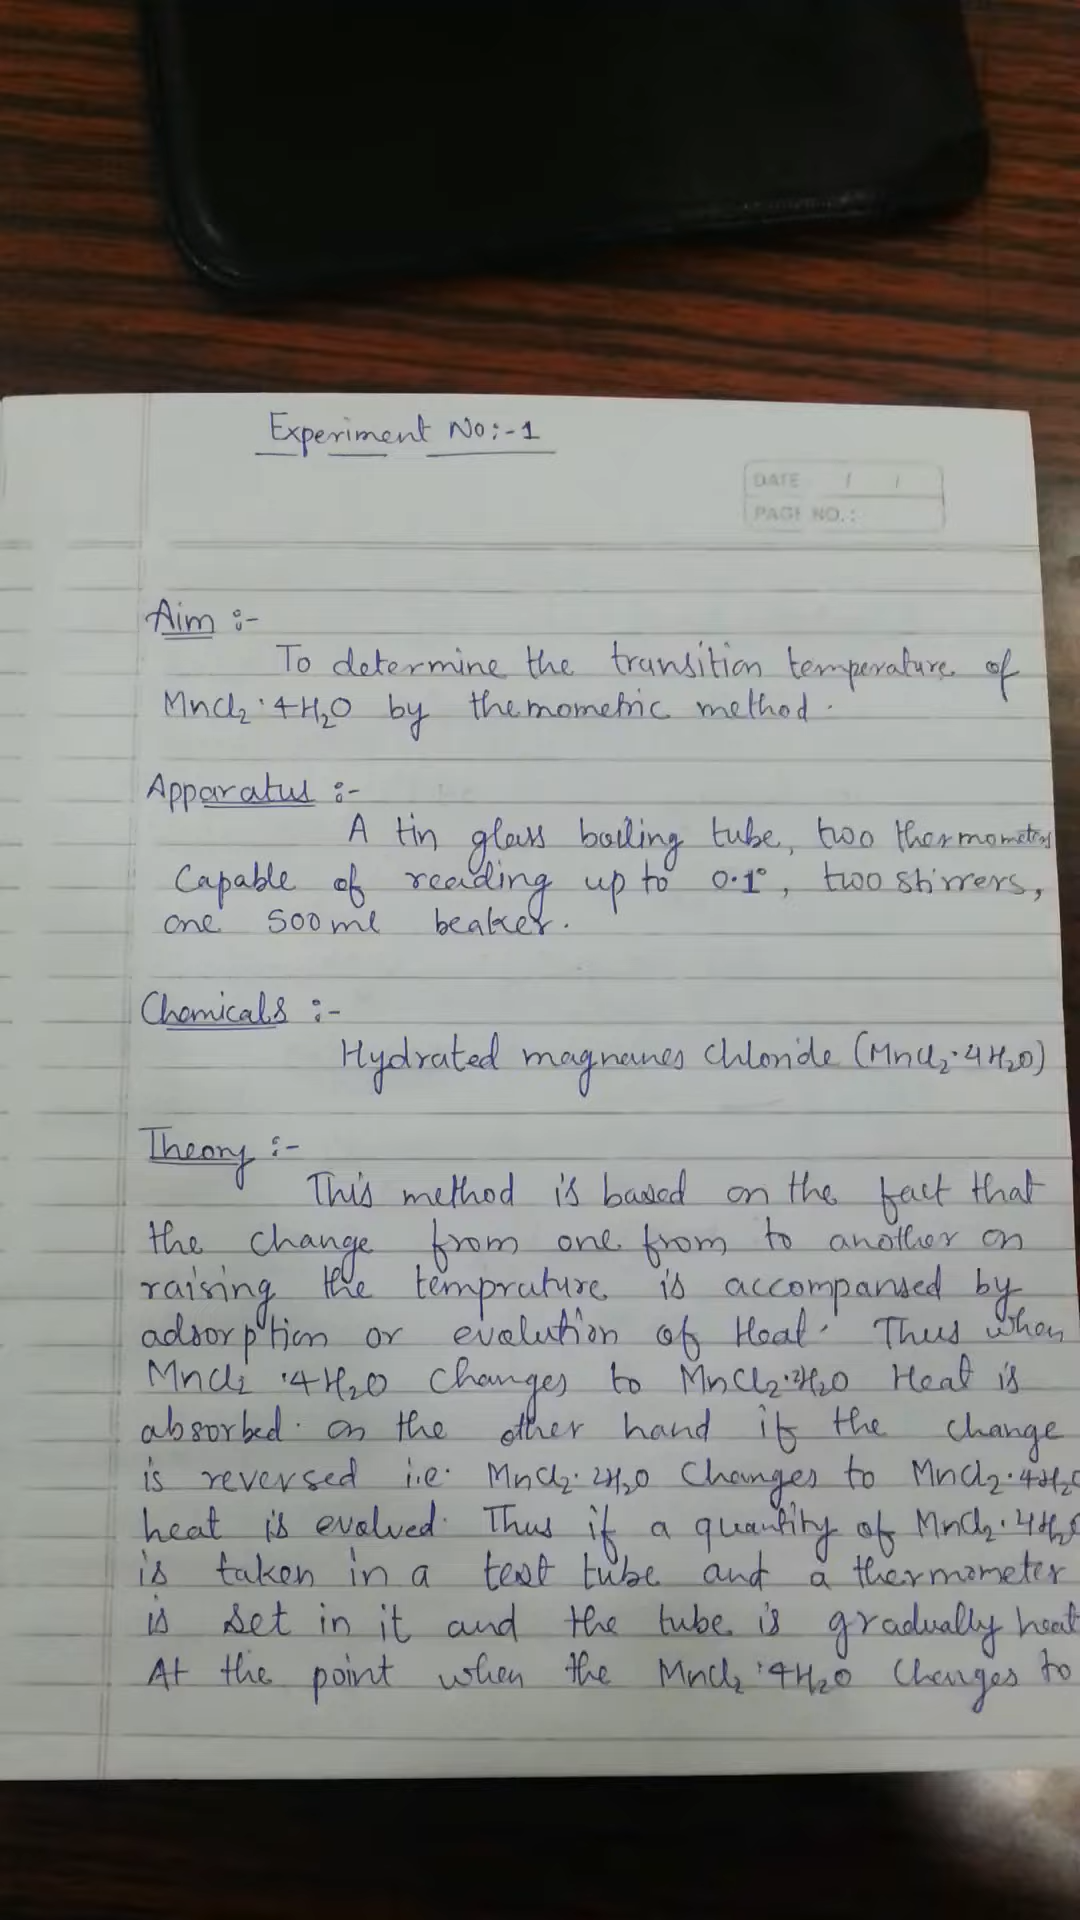 Experiment No:-1
DATE / /
PAGE NO.:
Aim :-
To determine the transition temperature of
MnCl₂·4H₂O by themometric method.
Apparatus :-
A tin glass boiling tube, two thermometers
Capable of reading up to 0.1°, two stirrers,
one 500ml beaker.
Chemicals :-
Hydrated magnanes chloride (MnCl₂·4H₂O)
Theory :-
This method is based on the fact that
the change from one from to another on
raising the temprature is accompansed by
adsorption or evolution of Heat. Thus when
MnCl₂·4H₂O changes to MnCl₂·2H₂O Heat is
absorbed. on the other hand if the change
is reversed i.e. MnCl₂·2H₂O Changes to MnCl₂·4H₂O
heat is evolved. Thus if a quantity of MnCl₂·4H₂O
is taken in a test tube and a thermometer
is set in it and the tube is gradually heat
At the point when the MnCl₂·4H₂O Changes to